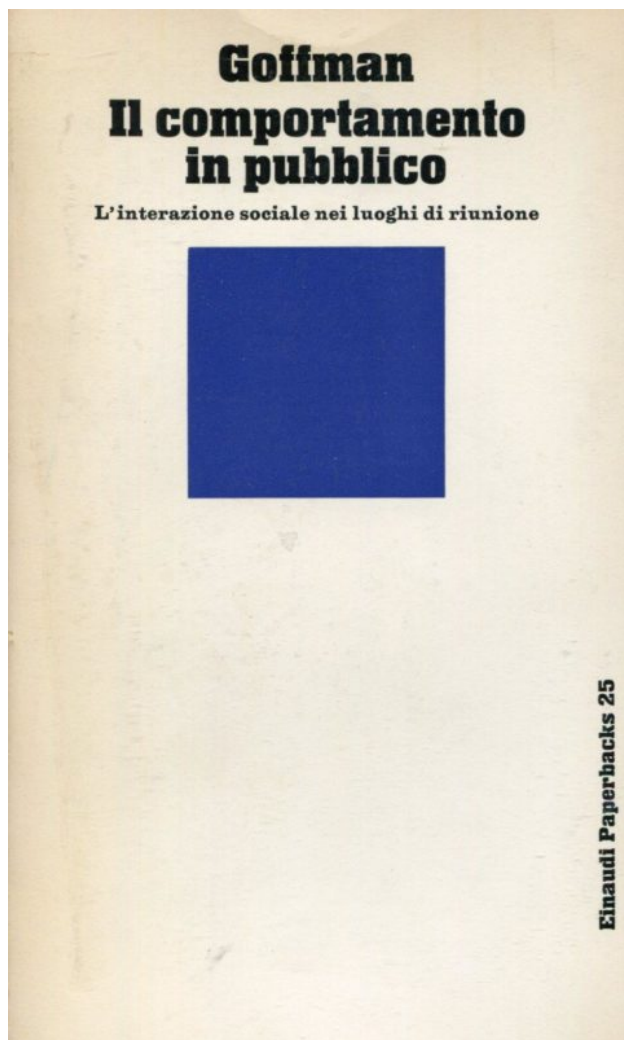 Goffman
Il comportamento
in pubblico
L'interazione sociale nei luoghi di riunione
Einaudi Paperbacks 25